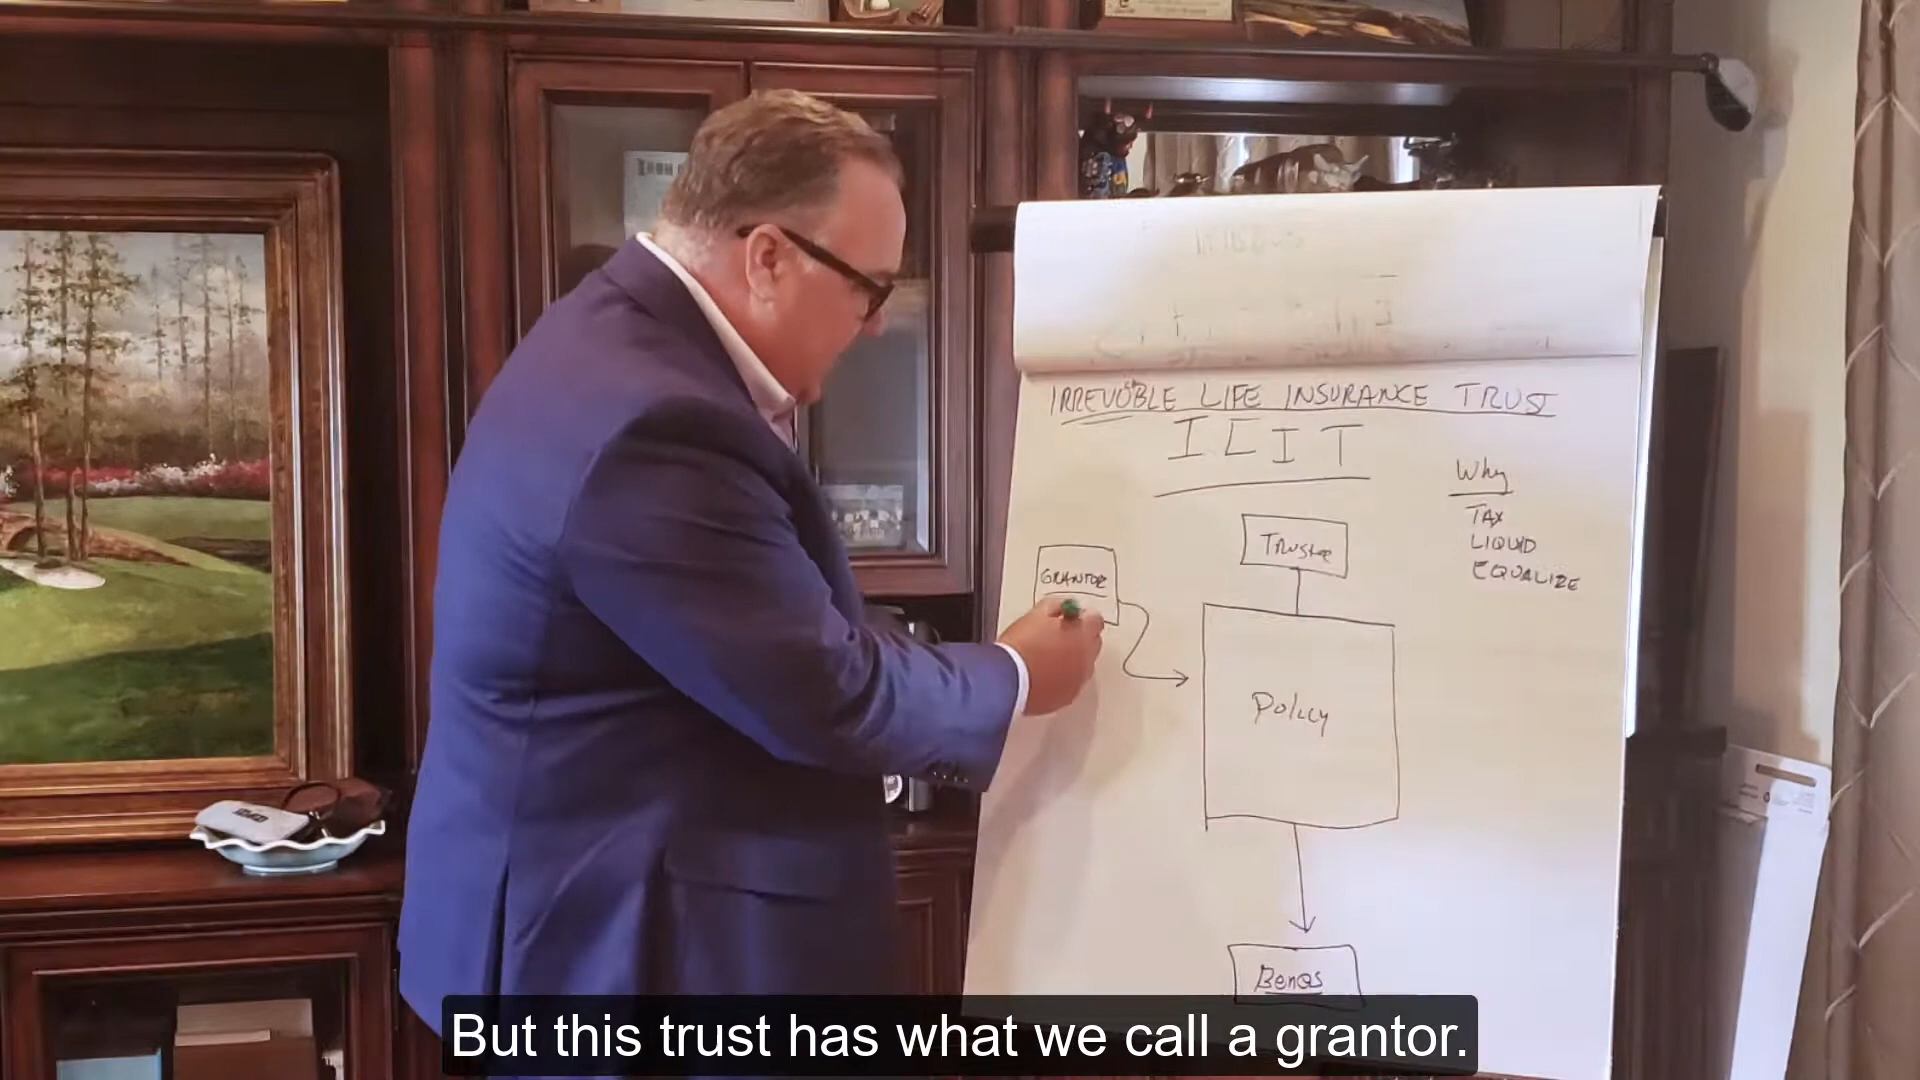 IRREVOCABLE LIFE INSURANCE TRUST
ILIT
Why
TAX
LIQUID
EQUALIZE
Trustee
GRANTOR
Policy
Benes
But this trust has what we call a grantor.